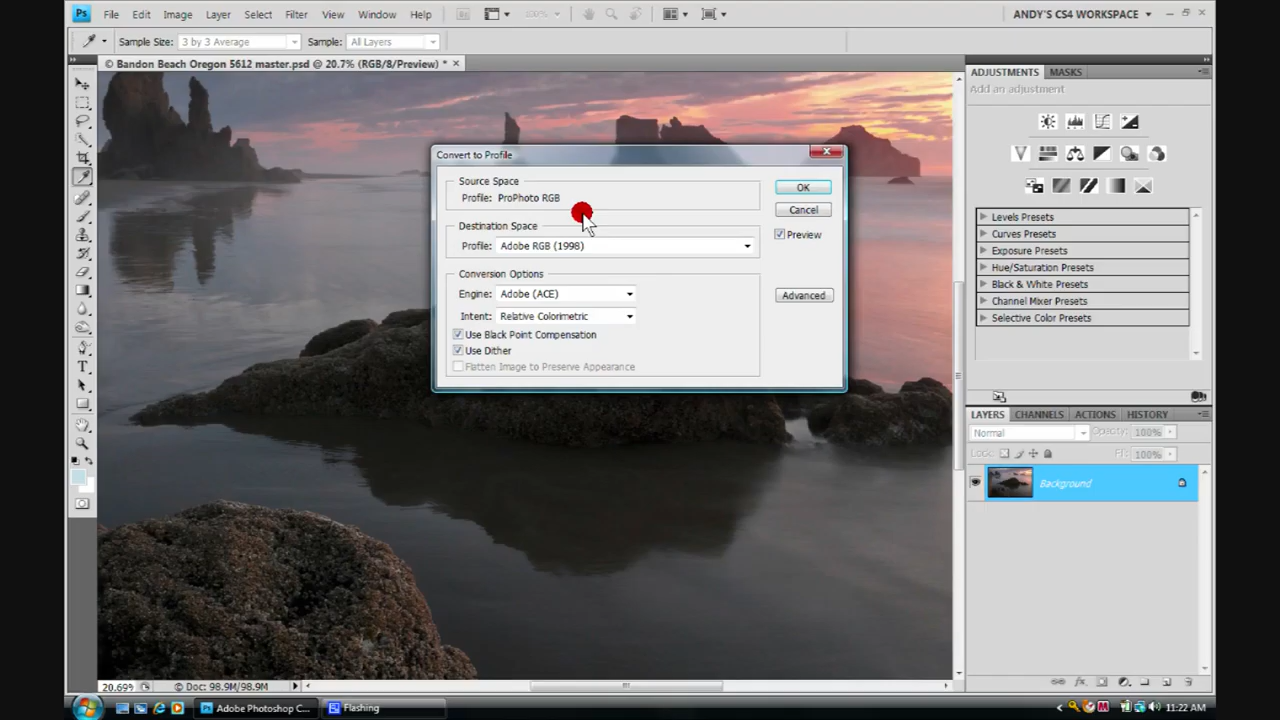 Ps File Edit Image Layer Select Filter View Window Help 100% ANDY'S CS4 WORKSPACE
Sample Size: 3 by 3 Average Sample: All Layers
© Bandon Beach Oregon 5612 master.psd @ 20.7% (RGB/8/Preview) *
ADJUSTMENTS MASKS
Add an adjustment
Convert to Profile
Source Space
Profile: ProPhoto RGB
OK
Destination Space
Cancel
Profile: Adobe RGB (1998)
Preview
Conversion Options
Engine: Adobe (ACE)
Advanced
Intent: Relative Colorimetric
Use Black Point Compensation
Use Dither
Flatten Image to Preserve Appearance
Levels Presets
Curves Presets
Exposure Presets
Hue/Saturation Presets
Black & White Presets
Channel Mixer Presets
Selective Color Presets
LAYERS CHANNELS ACTIONS HISTORY
Normal Opacity: 100%
Lock: Fill: 100%
Background
20.69% © Doc: 98.9M/98.9M
Adobe Photoshop C... Flashing 11:22 AM